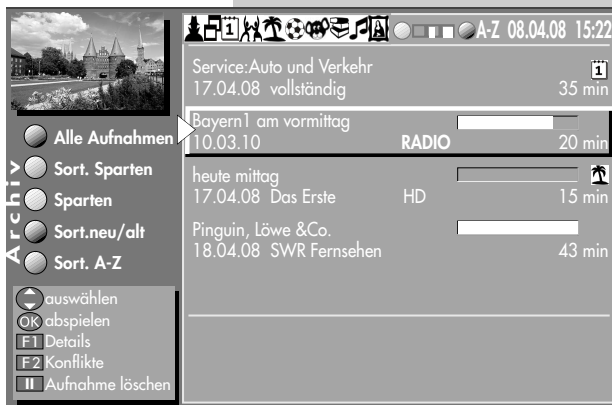 A-Z 08.04.08 15:22
Service:Auto und Verkehr
17.04.08 vollständig 35 min
Bayern1 am vormittag
10.03.10 RADIO 20 min
heute mittag
17.04.08 Das Erste HD 15 min
Pinguin, Löwe &Co.
18.04.08 SWR Fernsehen 43 min
Archiv
Alle Aufnahmen
Sort. Sparten
Sparten
Sort.neu/alt
Sort. A-Z
auswählen
OK abspielen
F1 Details
F2 Konflikte
Aufnahme löschen
1
1
A